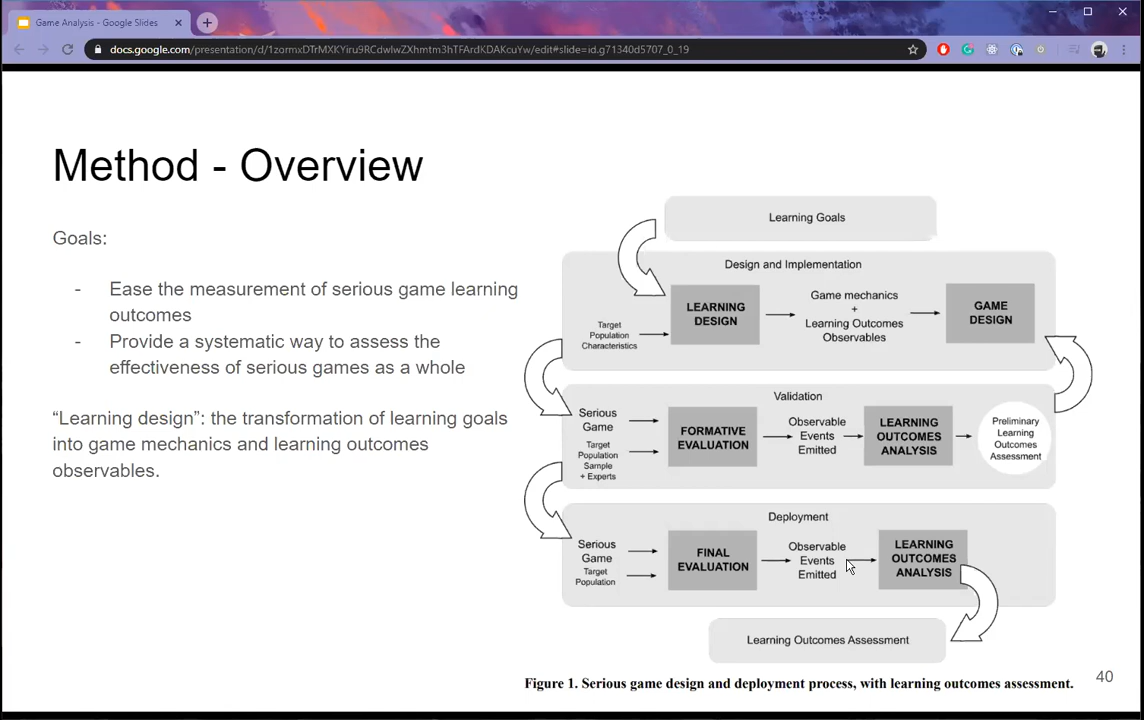 Game Analysis - Google Slides
docs.google.com/presentation/d/1zormxDTrMXKYiru9RCdwlwZXhmtm3hTFArdKDAKcuYw/edit#slide=id.g71340d5707_0_19
Method - Overview
Goals:
- Ease the measurement of serious game learning
outcomes
- Provide a systematic way to assess the
effectiveness of serious games as a whole
“Learning design”: the transformation of learning goals
into game mechanics and learning outcomes
observables.
Learning Goals
Design and Implementation
Target
Population
Characteristics
LEARNING
DESIGN
Game mechanics
+
Learning Outcomes
Observables
GAME
DESIGN
Validation
Serious
Game
Target
Population
Sample
+ Experts
FORMATIVE
EVALUATION
Observable
Events
Emitted
LEARNING
OUTCOMES
ANALYSIS
Preliminary
Learning
Outcomes
Assessment
Deployment
Serious
Game
Target
Population
FINAL
EVALUATION
Observable
Events
Emitted
LEARNING
OUTCOMES
ANALYSIS
Learning Outcomes Assessment
Figure 1. Serious game design and deployment process, with learning outcomes assessment.
40